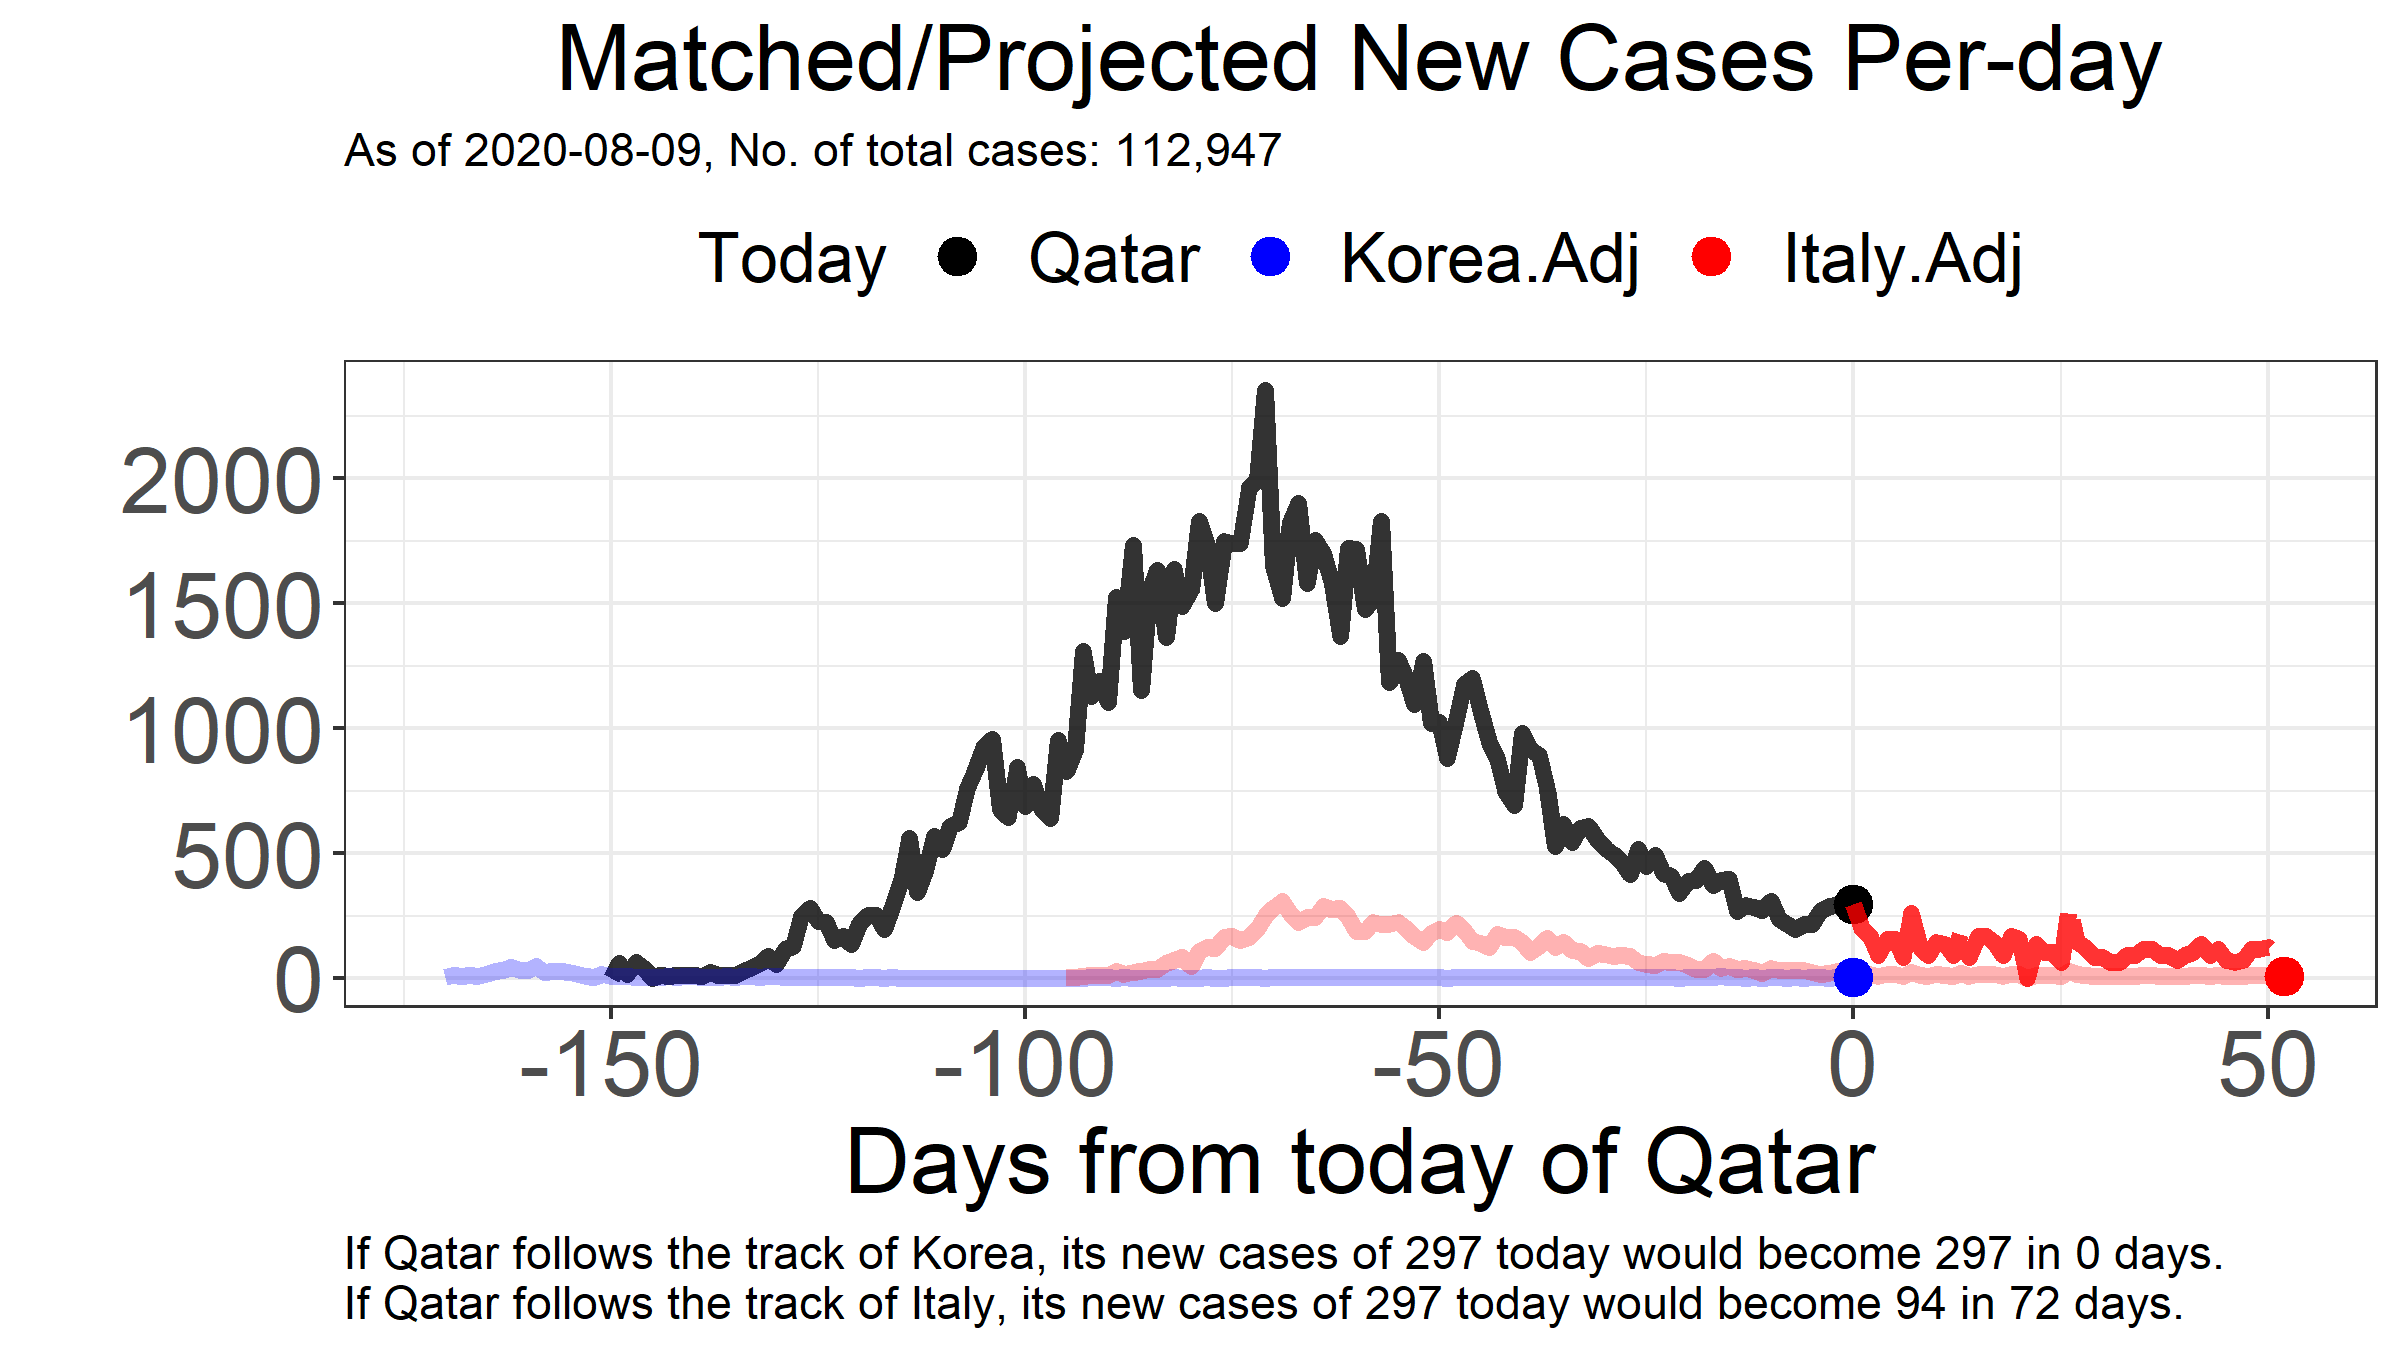 Matched/Projected New Cases Per-day
As of 2020-08-09, No. of total cases: 112,947
Today Qatar Korea.Adj Italy.Adj
2000
1500
1000
500
0
-150 -100 -50 0 50
Days from today of Qatar
If Qatar follows the track of Korea, its new cases of 297 today would become 297 in 0 days.
If Qatar follows the track of Italy, its new cases of 297 today would become 94 in 72 days.